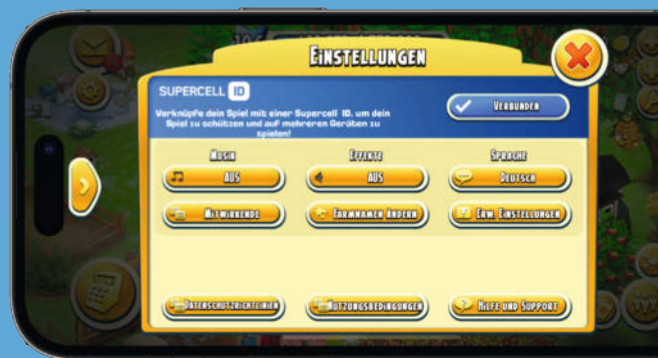 EINSTELLUNGEN
SUPERCELL ID
Verknüpfe dein Spiel mit einer Supercell ID, um dein
Spiel zu schützen und auf mehreren Geräten zu
spielen!
VERBUNDEN
MUSIK
EFFEKTE
SPRACHE
AUS
AUS
DEUTSCH
MITWIRKENDE
FARMNAMEN ÄNDERN
ERW. EINSTELLUNGEN
DATENSCHUTZRICHTLINIEN
NUTZUNGSBEDINGUNGEN
HILFE UND SUPPORT